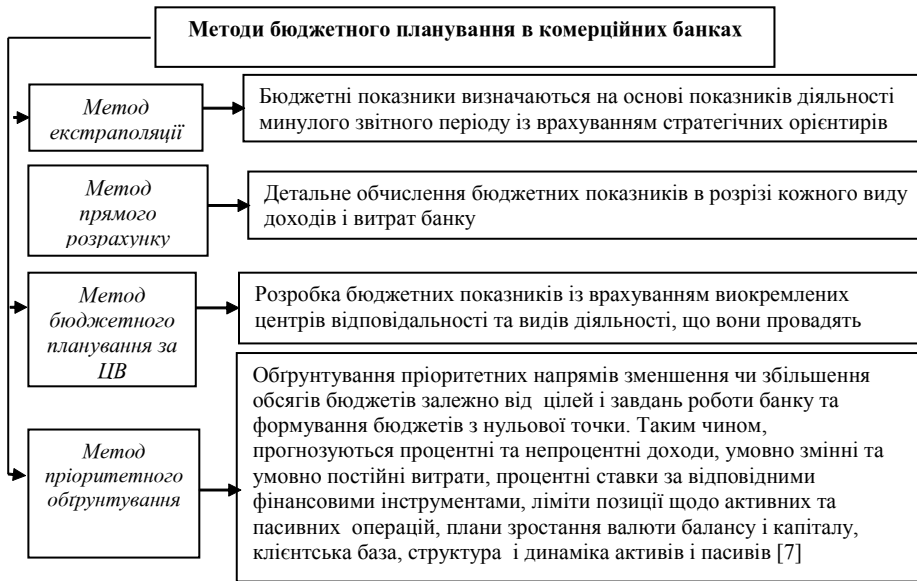 Методи бюджетного планування в комерційних банках
Метод
екстраполяції
Бюджетні показники визначаються на основі показників діяльності
минулого звітного періоду із врахуванням стратегічних орієнтирів
Метод
прямого
розрахунку
Детальне обчислення бюджетних показників в розрізі кожного виду
доходів і витрат банку
Метод
бюджетного
планування за
ЦВ
Розробка бюджетних показників із врахуванням виокремлених
центрів відповідальності та видів діяльності, що вони провадять
Метод
пріоритетного
обґрунтування
Обґрунтування пріоритетних напрямів зменшення чи збільшення
обсягів бюджетів залежно від цілей і завдань роботи банку та
формування бюджетів з нульової точки. Таким чином,
прогнозуються процентні та непроцентні доходи, умовно змінні та
умовно постійні витрати, процентні ставки за відповідними
фінансовими інструментами, ліміти позиції щодо активних та
пасивних операцій, плани зростання валюти балансу і капіталу,
клієнтська база, структура і динаміка активів і пасивів [7]